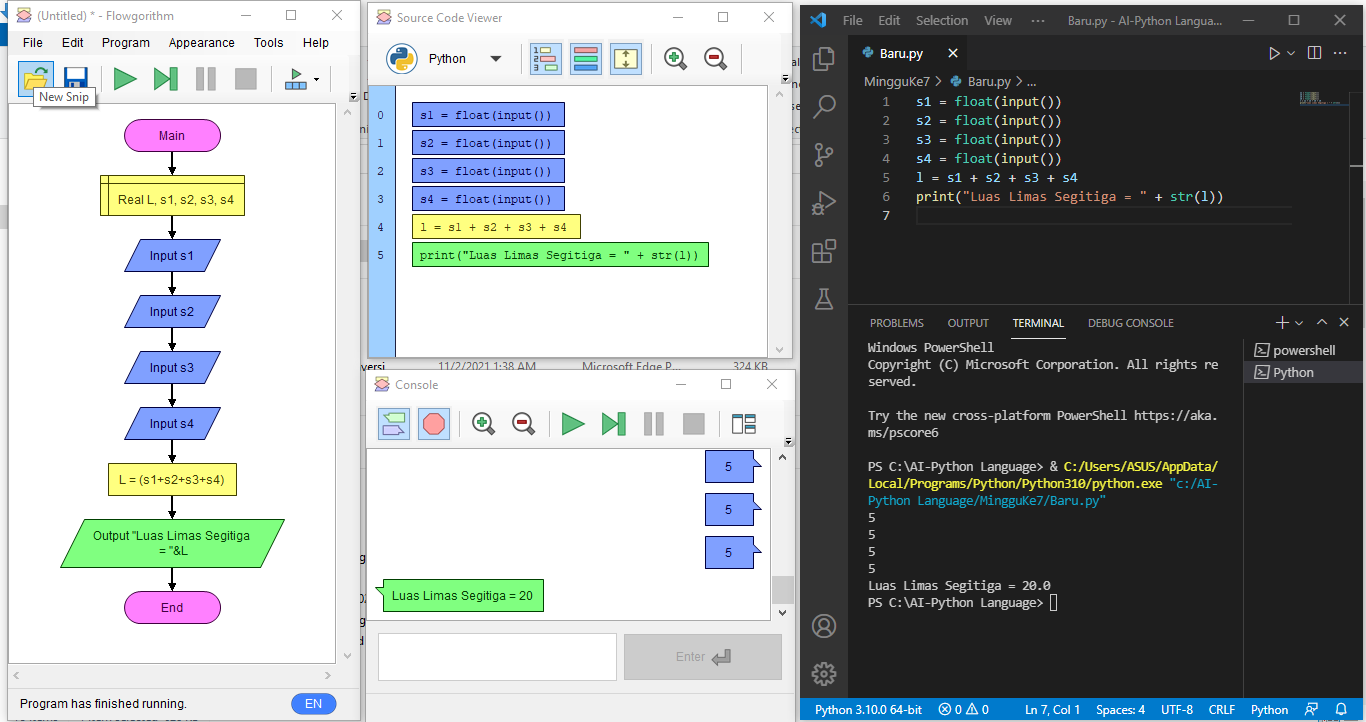 (Untitled) * - Flowgorithm
File Edit Program Appearance Tools Help
New Snip
Main
Real L, s1, s2, s3, s4
Input s1
Input s2
Input s3
Input s4
L = (s1+s2+s3+s4)
Output "Luas Limas Segitiga
= "&L
End
Program has finished running.
EN
Source Code Viewer
Python
0 s1 = float(input())
1 s2 = float(input())
2 s3 = float(input())
3 s4 = float(input())
4 l = s1 + s2 + s3 + s4
5 print("Luas Limas Segitiga = " + str(l))
11/2/2021 1:38 AM Microsoft Edge P... 324 KB
Console
5
5
5
Luas Limas Segitiga = 20
Enter
File Edit Selection View ··· Baru.py - AI-Python Langua...
Baru.py
MingguKe7 > Baru.py > ...
1 s1 = float(input())
2 s2 = float(input())
3 s3 = float(input())
4 s4 = float(input())
5 l = s1 + s2 + s3 + s4
6 print("Luas Limas Segitiga = " + str(l))
7
PROBLEMS OUTPUT TERMINAL DEBUG CONSOLE
Windows PowerShell
Copyright (C) Microsoft Corporation. All rights re
served.
Try the new cross-platform PowerShell https://aka.
ms/pscore6
PS C:\AI-Python Language> & C:/Users/ASUS/AppData/
Local/Programs/Python/Python310/python.exe "c:/AI-
Python Language/MingguKe7/Baru.py"
5
5
5
5
Luas Limas Segitiga = 20.0
PS C:\AI-Python Language>
powershell
Python
Python 3.10.0 64-bit 0 0 Ln 7, Col 1 Spaces: 4 UTF-8 CRLF Python